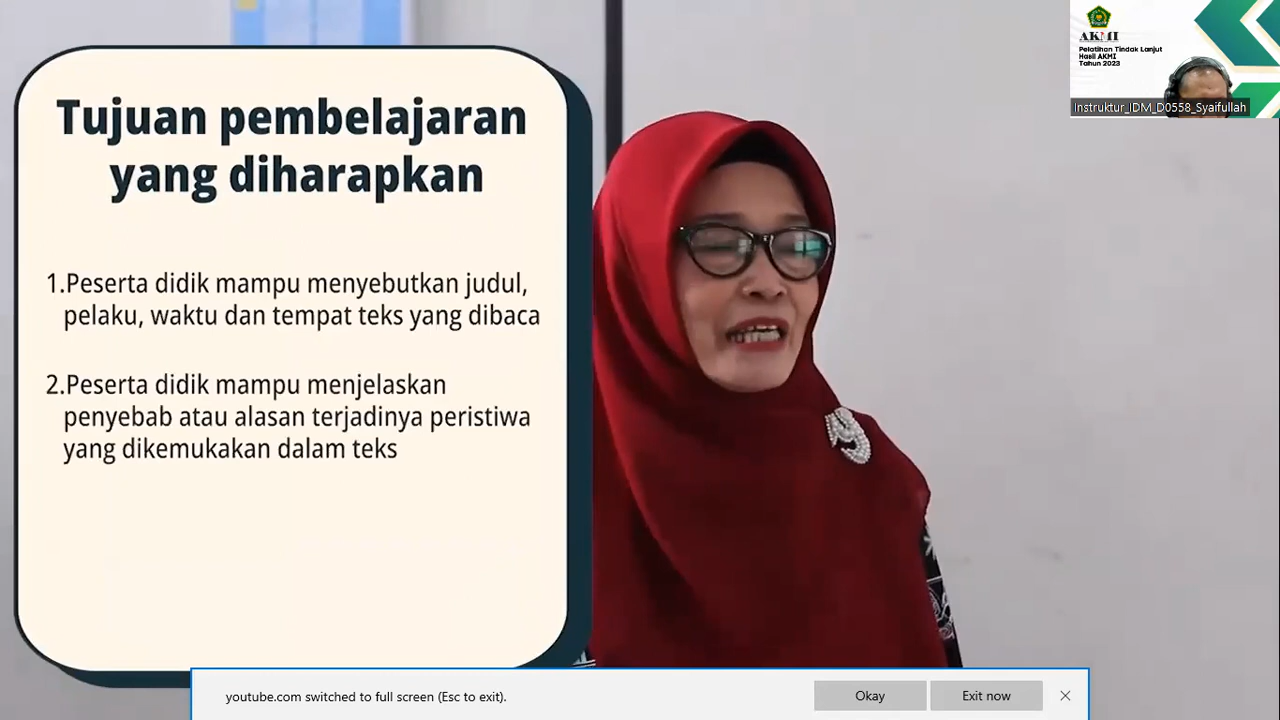 Tujuan pembelajaran
yang diharapkan
1.Peserta didik mampu menyebutkan judul,
pelaku, waktu dan tempat teks yang dibaca
2.Peserta didik mampu menjelaskan
penyebab atau alasan terjadinya peristiwa
yang dikemukakan dalam teks
AKMI
Pelatihan Tindak Lanjut
Hasil AKMI
Tahun 2023
Instruktur_IDM_D0558_Syaifullah
youtube.com switched to full screen (Esc to exit).
Okay
Exit now